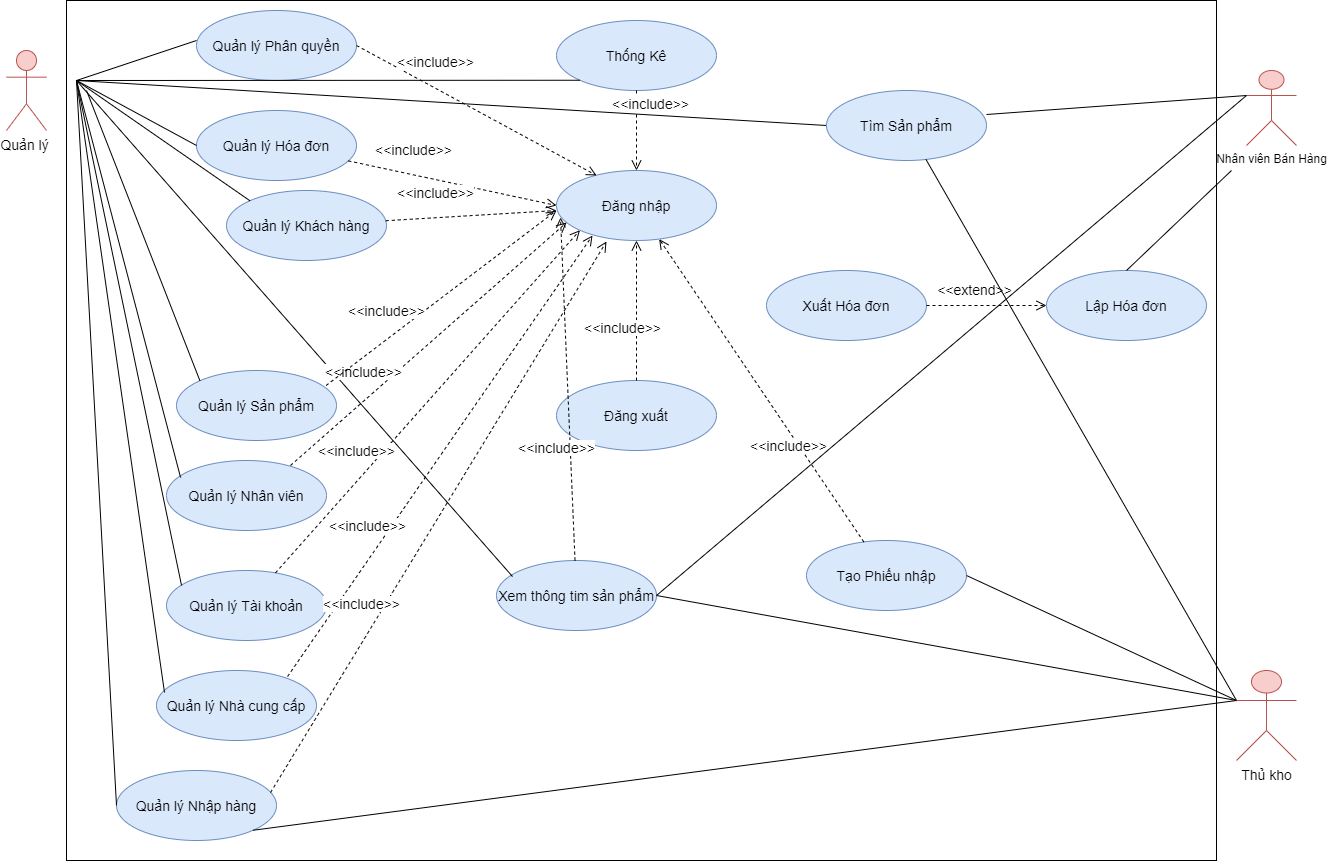 Quản lý Phân quyền
<<include>>
Thống Kê
<<include>>
Tìm Sản phẩm
Quản lý
Nhân viên Bán Hàng
Quản lý Hóa đơn
<<include>>
<<include>>
Đăng nhập
Quản lý Khách hàng
<<extend>>
Xuất Hóa đơn
Lập Hóa đơn
<<include>>
<<include>>
<<include>>
Quản lý Sản phẩm
Đăng xuất
<<include>>
<<include>>
<<include>>
Quản lý Nhân viên
<<include>>
Tạo Phiếu nhập
Xem thông tim sản phẩm
Quản lý Tài khoản
<<include>>
Quản lý Nhà cung cấp
Thủ kho
Quản lý Nhập hàng